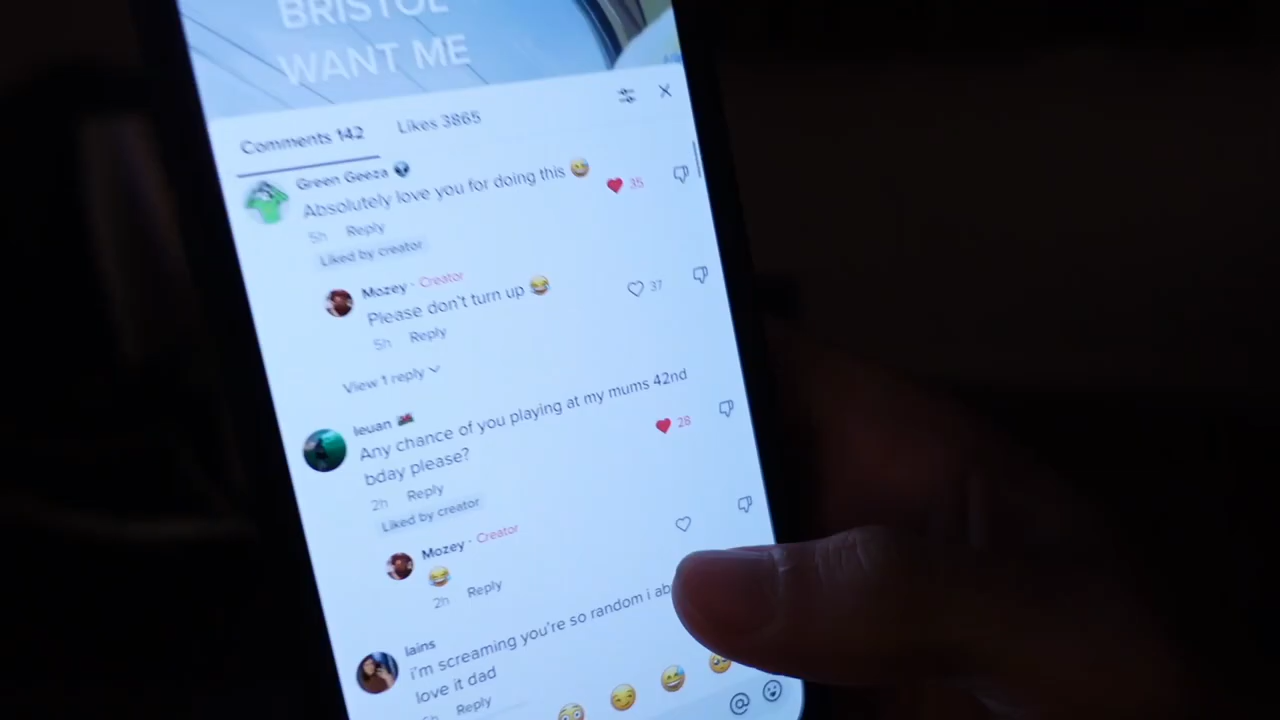 BRISTOL
WANT ME
Comments 142
Likes 3865
Green Geeza 👽
Absolutely love you for doing this 😅
35
5h Reply
Liked by creator
Mozey · Creator
Please don't turn up 😂
37
5h Reply
View 1 reply
Ieuan
Any chance of you playing at my mums 42nd
bday please?
28
2h Reply
Liked by creator
Mozey · Creator
😂
2h Reply
lains
i'm screaming you're so random i
love it dad
Reply